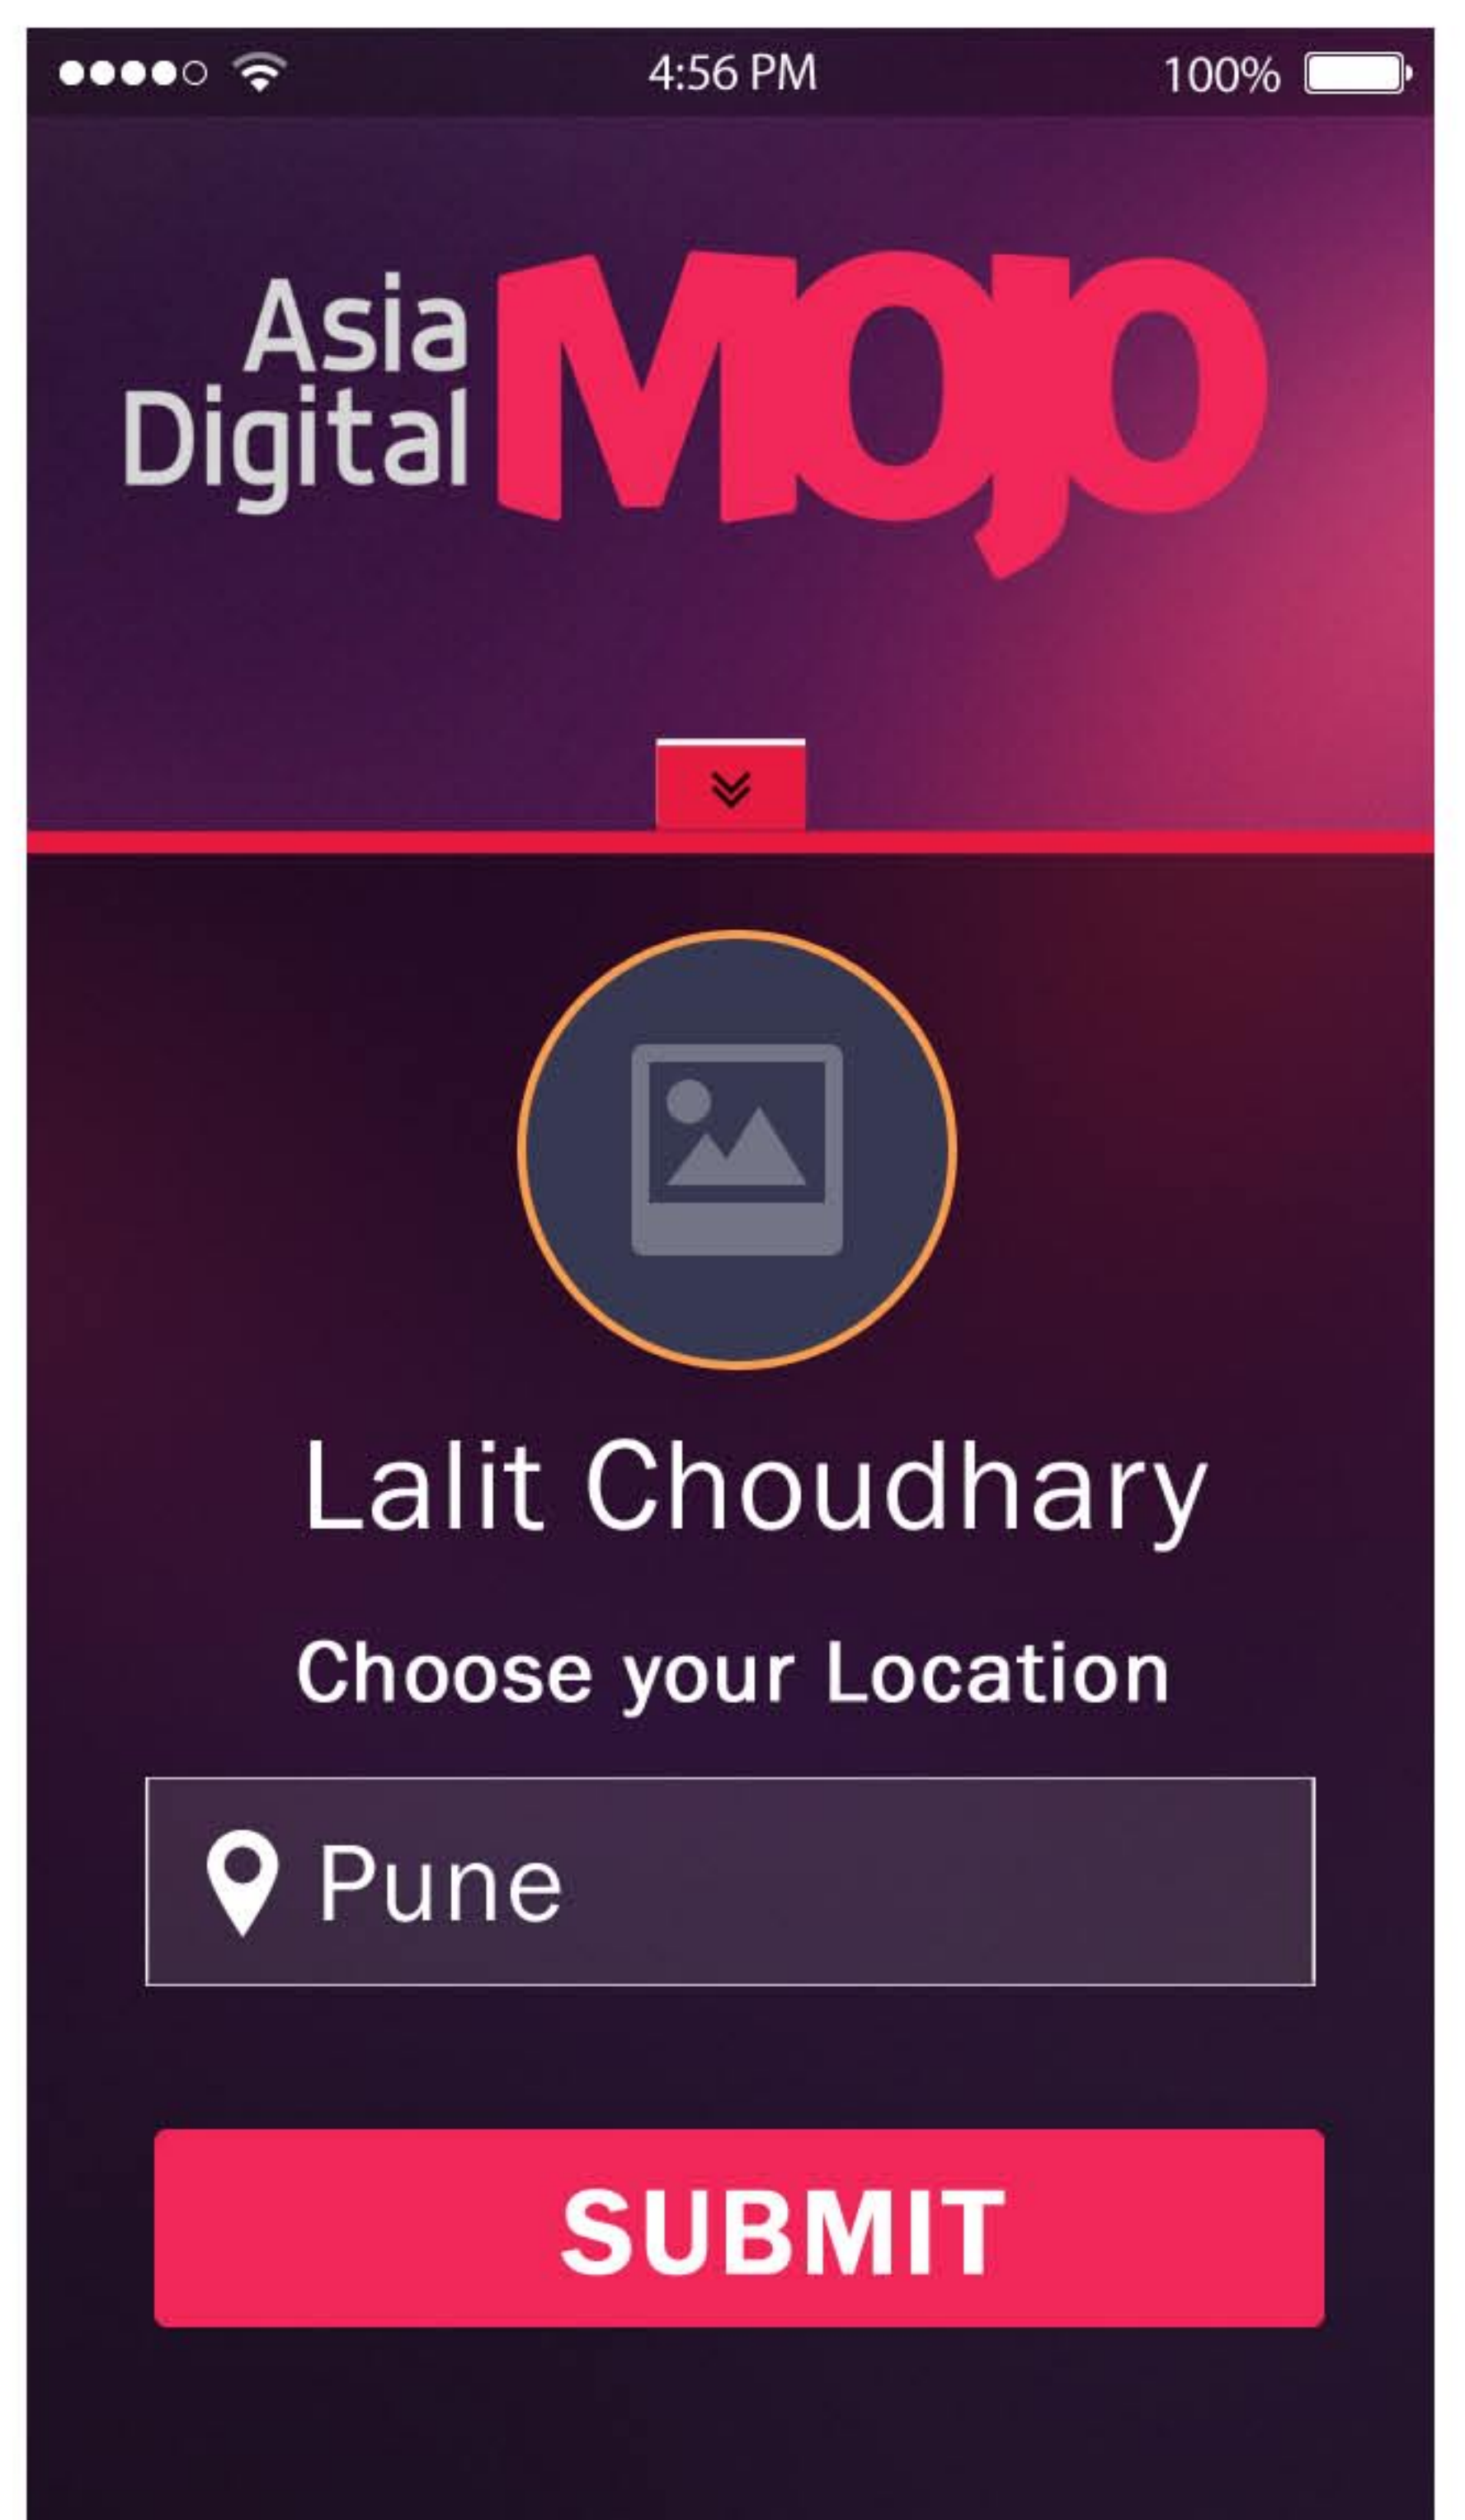 4:56 PM 100%
Asia
Digital
Mojo
Lalit Choudhary
Choose your Location
Pune
SUBMIT